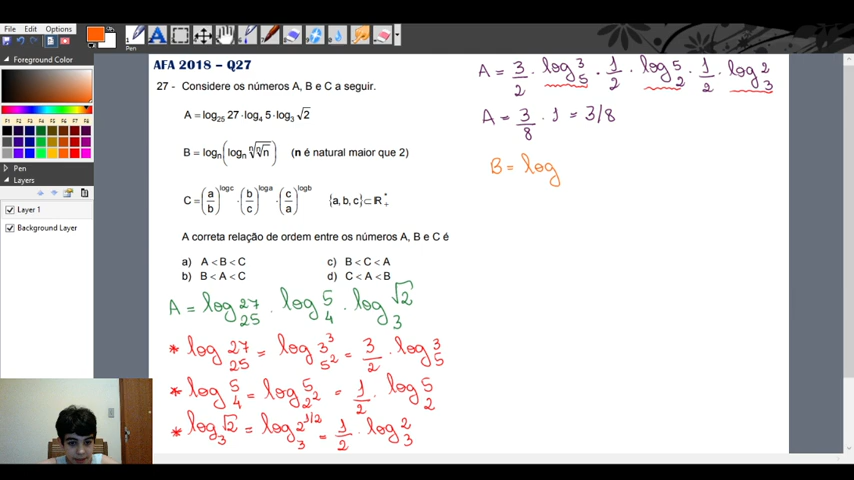 File Edit Options
Foreground Color
Pen
Pen
Layers
Layer 1
Background Layer
AFA 2018 – Q27
27 - Considere os números A, B e C a seguir.
A = log₂₅ 27 · log₄ 5 · log₃ √2
B = logₙ(logₙ ⁿ√ⁿ√n) (n é natural maior que 2)
C = (a/b)^logc · (b/c)^loga · (c/a)^logb {a, b, c} ⊂ ℝ*₊
A correta relação de ordem entre os números A, B e C é
a) A < B < C c) B < C < A
b) B < A < C d) C < A < B
A = log₂₅ 27 · log₄ 5 · log₃ √2
* log₂₅ 27 = log₅² 3³ = 3/2 · log₅ 3
* log₄ 5 = log₂² 5 = 1/2 · log₂ 5
* log₃ √2 = log₃ 2^1/2 = 1/2 · log₃ 2
A = 3/2 · log₅ 3 · 1/2 · log₂ 5 · 1/2 · log₃ 2
A = 3/8 · 1 = 3/8
B = log